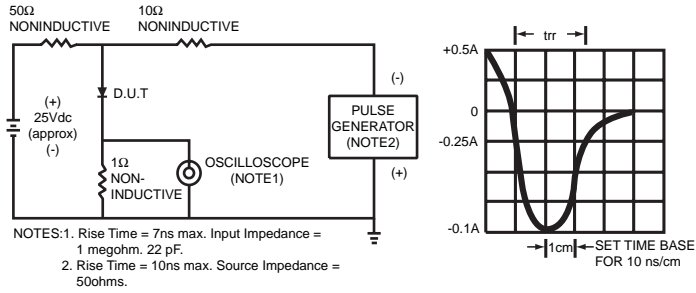 50Ω
NONINDUCTIVE
10Ω
NONINDUCTIVE
(+)
25Vdc
(approx)
(-)
D.U.T
1Ω
NON-
INDUCTIVE
OSCILLOSCOPE
(NOTE1)
(-)
PULSE
GENERATOR
(NOTE2)
(+)
NOTES:1. Rise Time = 7ns max. Input Impedance =
1 megohm. 22 pF.
2. Rise Time = 10ns max. Source Impedance =
50ohms.
trr
+0.5A
0
-0.25A
-0.1A
1cm
SET TIME BASE
FOR 10 ns/cm